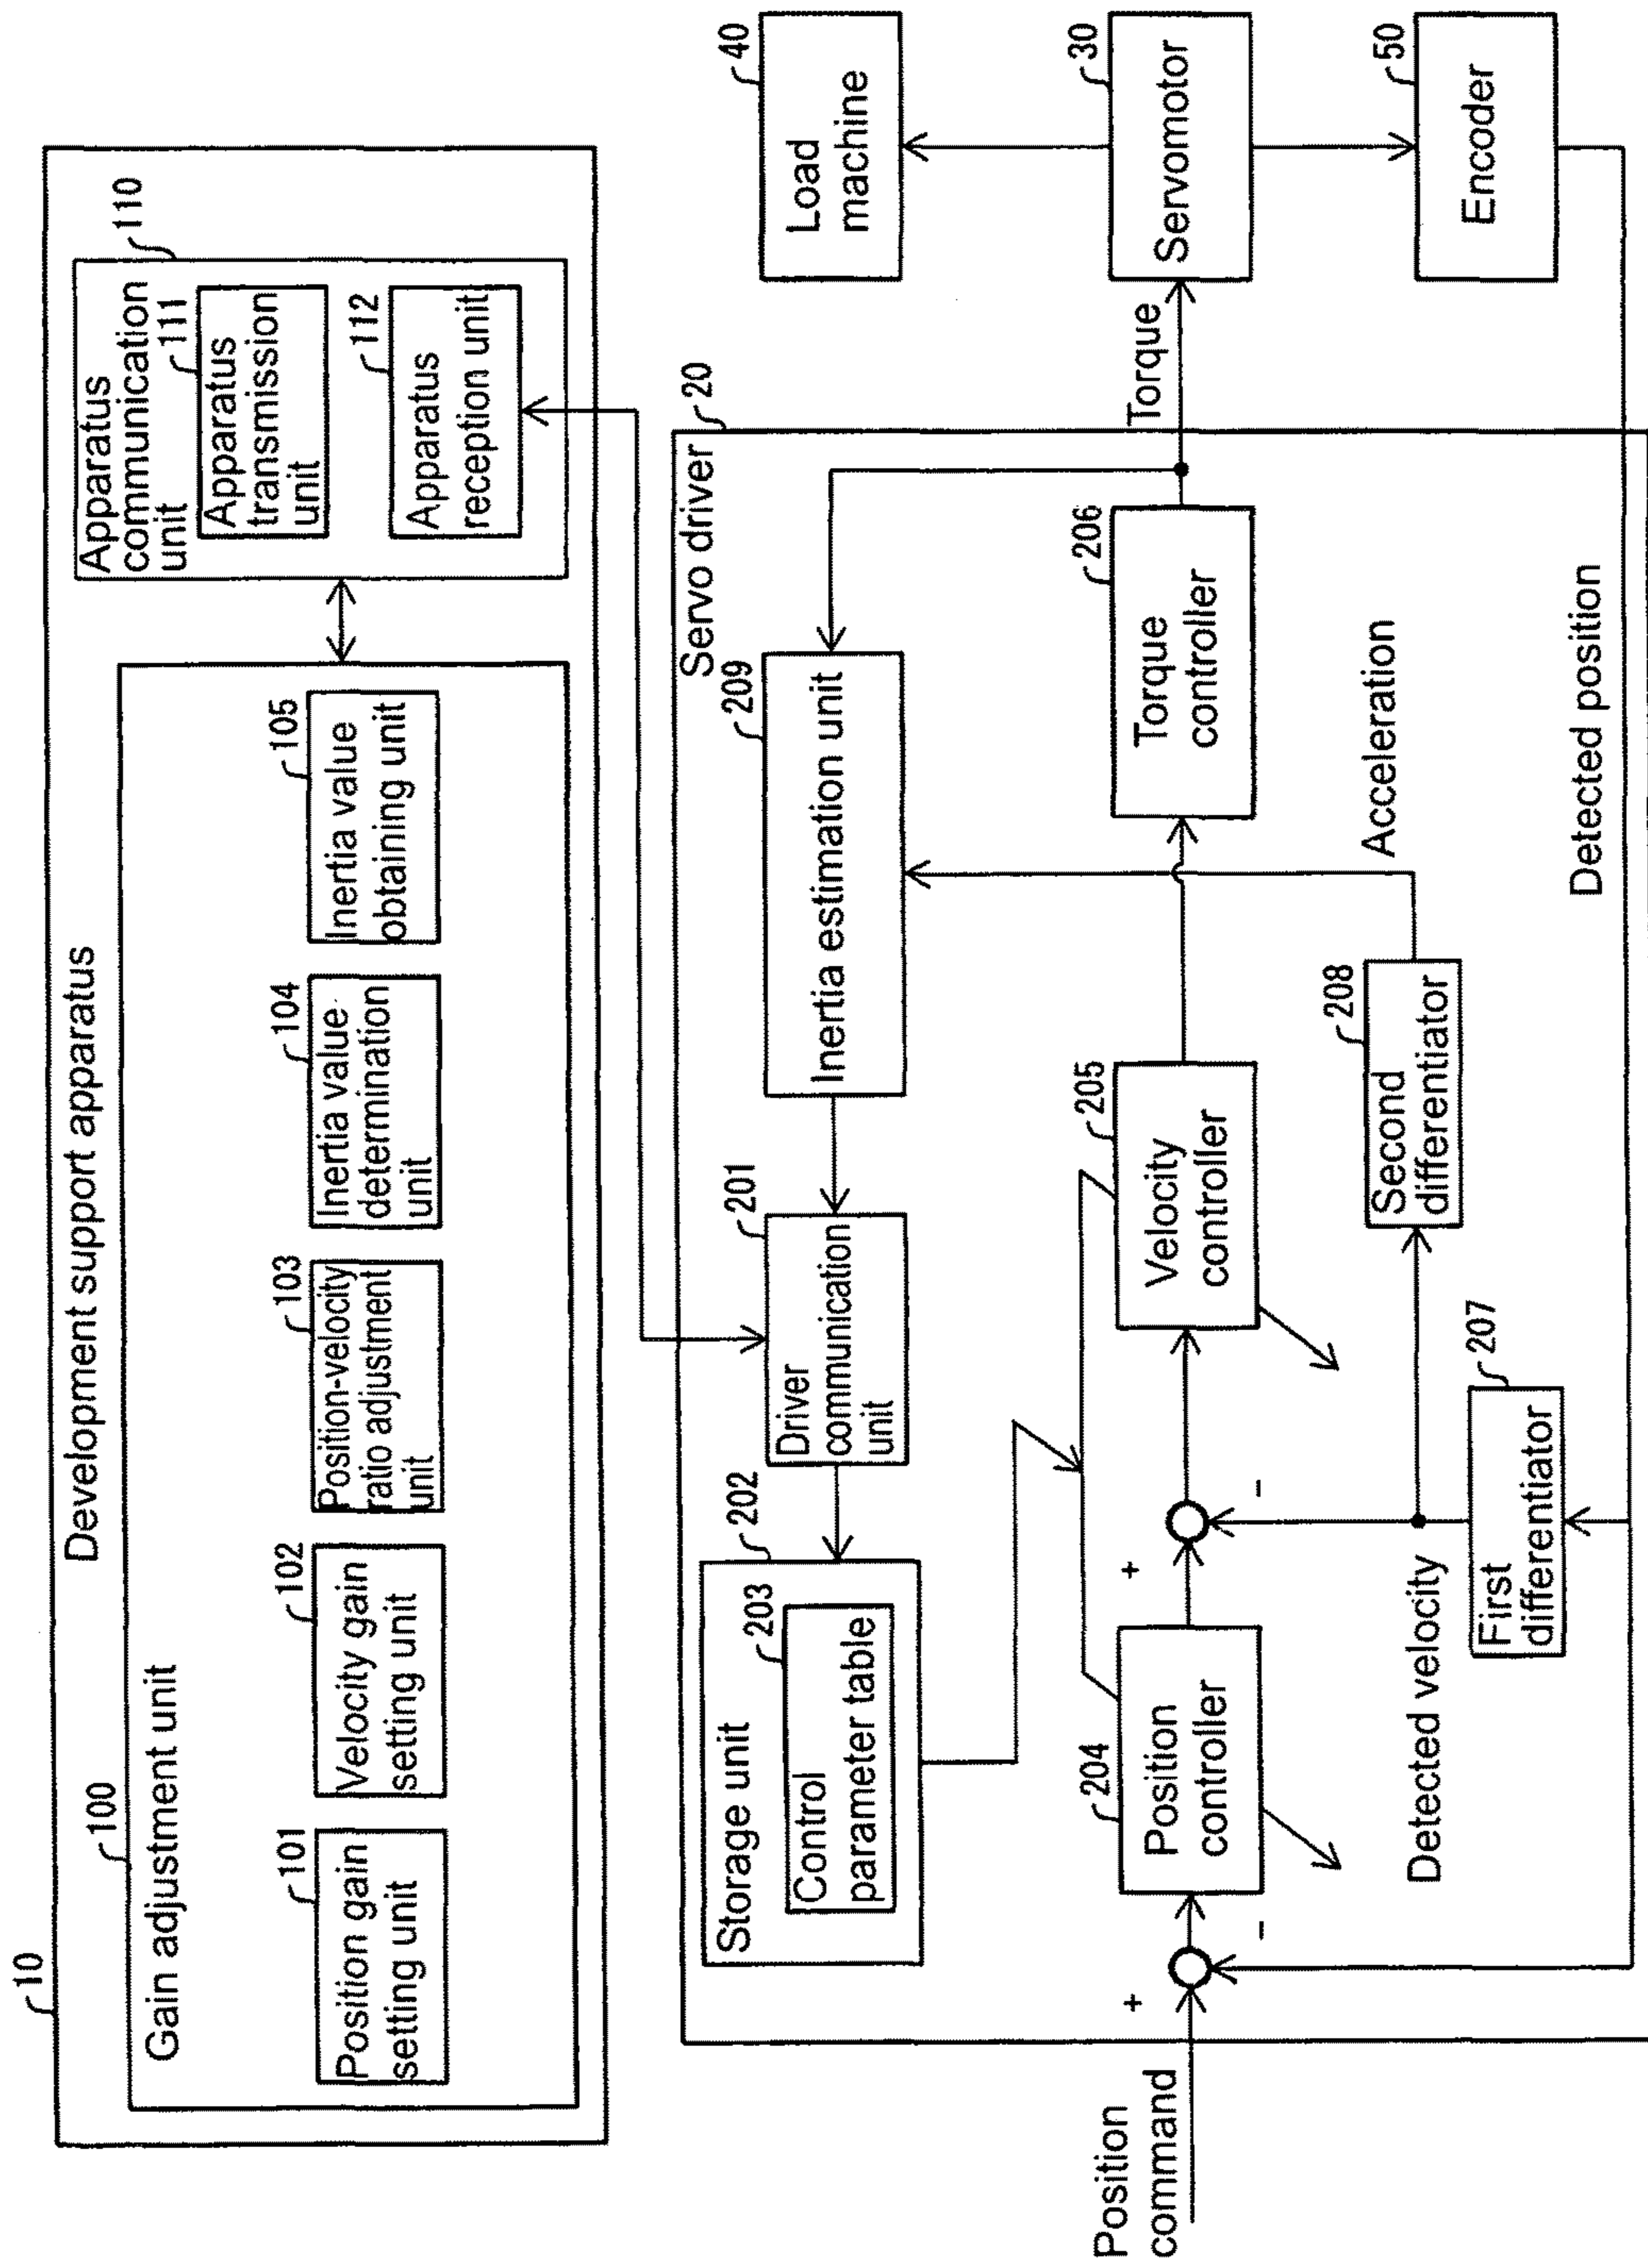 10
Development support apparatus
100
Gain adjustment unit
101
Position gain
setting unit
102
Velocity gain
setting unit
103
Position-velocity
ratio adjustment
unit
104
Inertia value
determination
unit
105
Inertia value
obtaining unit
110
Apparatus
communication
unit
111
Apparatus
transmission
unit
112
Apparatus
reception unit
Servo driver
20
Storage unit
202
203
Control
parameter table
201
Driver
communication
unit
209
Inertia estimation unit
40
Load
machine
Position
command
+
-
204
Position
controller
+
-
205
Velocity
controller
206
Torque
controller
Torque
30
Servomotor
Detected velocity
207
First
differentiator
208
Second
differentiator
Acceleration
Detected position
50
Encoder